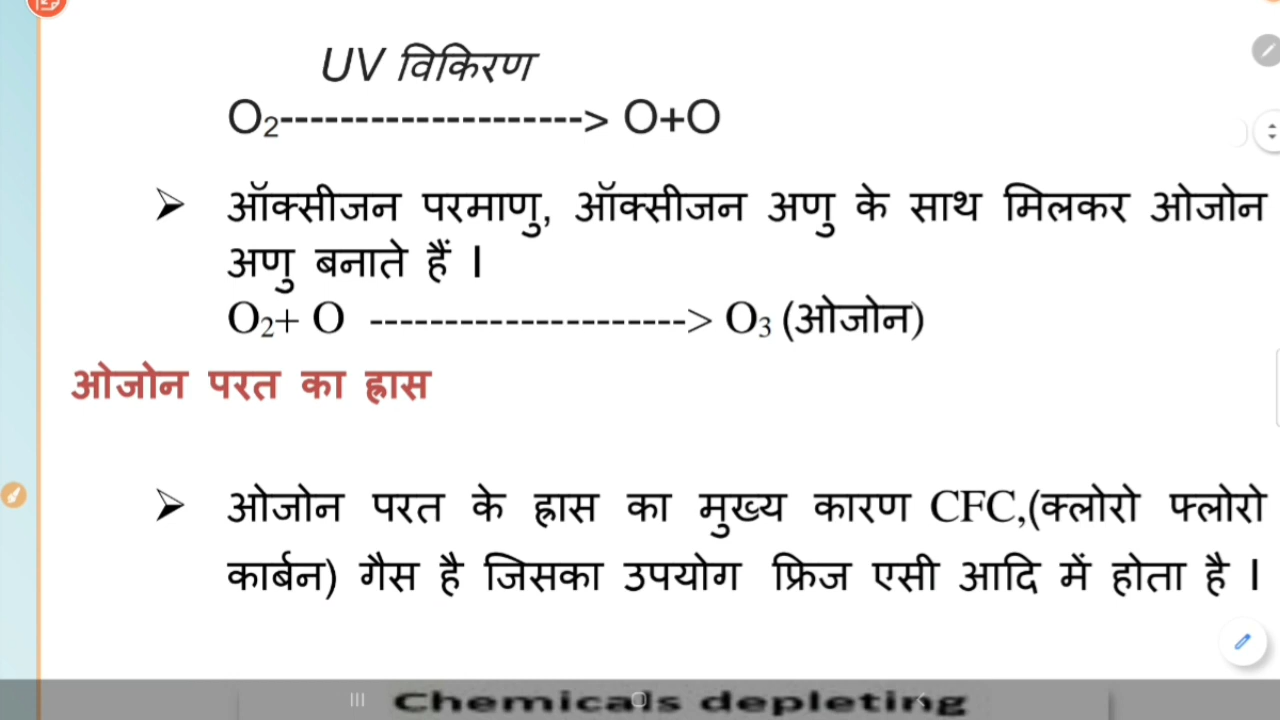 UV विकिरण
O₂--------------------> O+O
➢ ऑक्सीजन परमाणु, ऑक्सीजन अणु के साथ मिलकर ओजोन
अणु बनाते हैं ।
O₂+ O ---------------------> O₃ (ओजोन)
ओजोन परत का ह्रास
➢ ओजोन परत के ह्रास का मुख्य कारण CFC,(क्लोरो फ्लोरो
कार्बन) गैस है जिसका उपयोग फ्रिज एसी आदि में होता है ।
Chemicals depleting